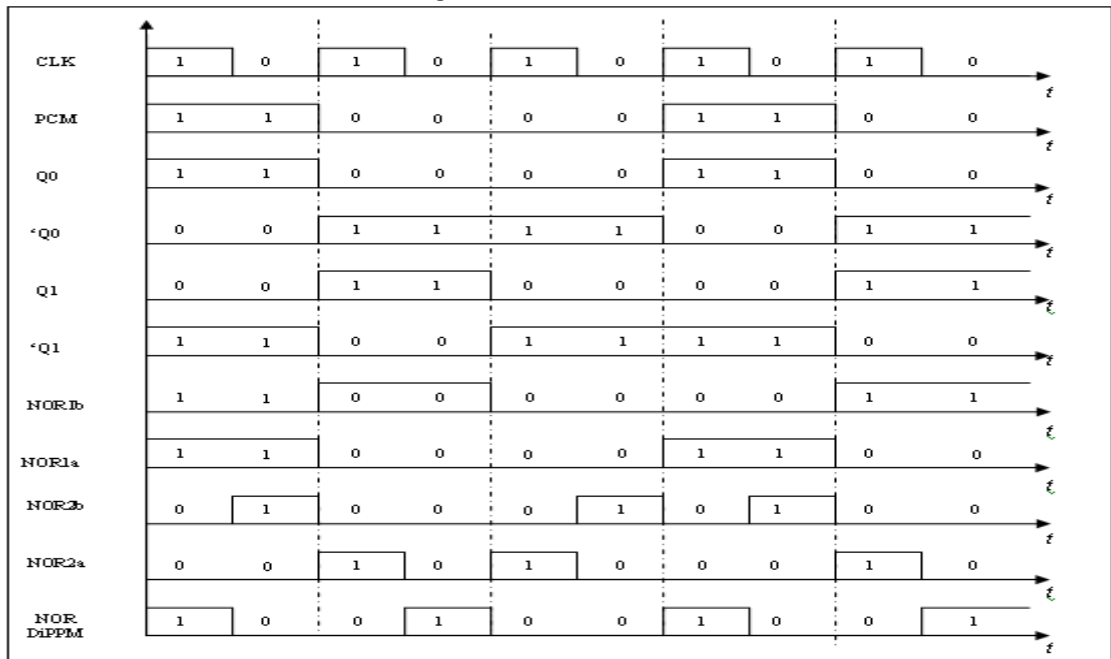 CLK 1 0 1 0 1 0 1 0 1 0
t
PCM 1 1 0 0 0 0 1 1 0 0
t
Q0 1 1 0 0 0 0 1 1 0 0
t
‘Q0 0 0 1 1 1 1 0 0 1 1
t
Q1 0 0 1 1 0 0 0 0 1 1
t
‘Q1 1 1 0 0 1 1 1 1 0 0
t
NOR1b 1 1 0 0 0 0 0 0 1 1
t
NOR1a 1 1 0 0 0 0 1 1 0 0
t
NOR2b 0 1 0 0 0 1 0 1 0 0
t
NOR2a 0 0 1 0 1 0 0 0 1 0
t
NOR
DiPPM 1 0 0 1 0 0 1 0 0 1
t